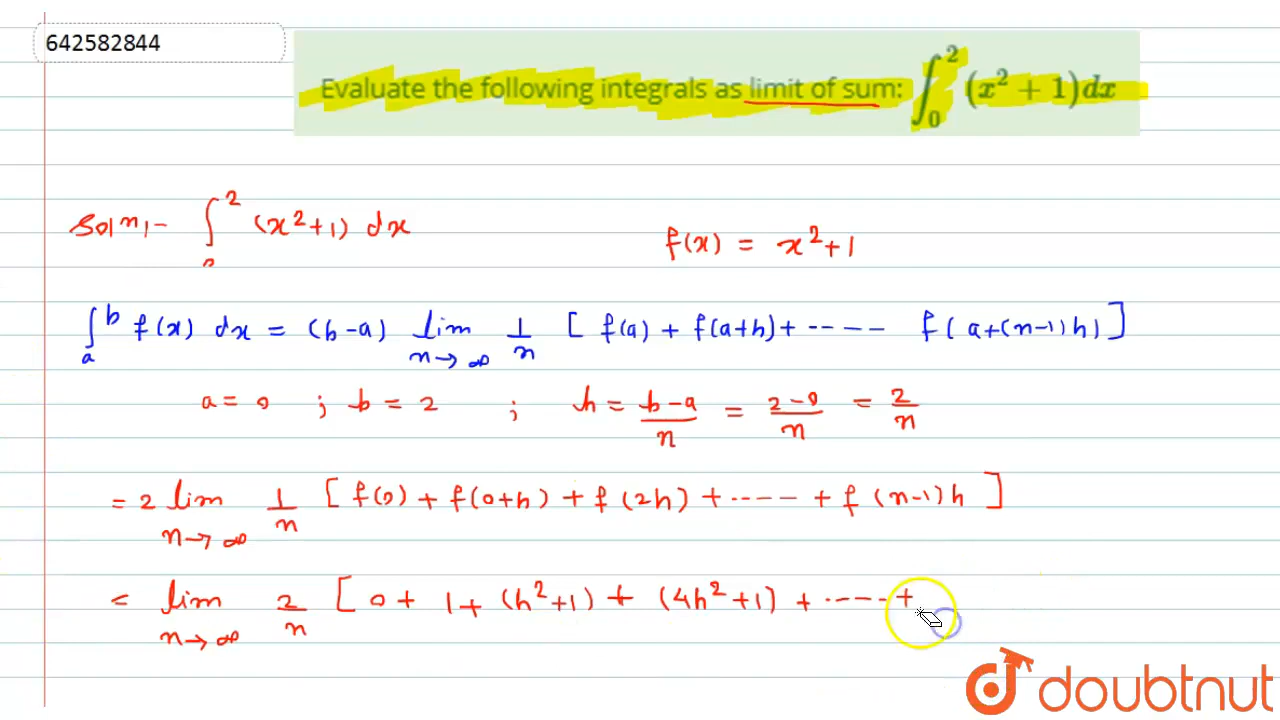 642582844
Evaluate the following integrals as limit of sum: ∫₀² (x² + 1)dx
Solⁿ:- ∫₀² (x²+1) dx
f(x) = x²+1
∫ₐᵇ f(x) dx = (b-a) lim n→∞ 1/n [ f(a) + f(a+h) + ----- f(a+(n-1)h) ]
a = 0 ; b = 2 ; h = b-a/n = 2-0/n = 2/n
= 2 lim n→∞ 1/n [ f(0) + f(0+h) + f(2h) + ----- + f(n-1)h ]
= lim n→∞ 2/n [ 0 + 1 + (h²+1) + (4h²+1) + ----- +
doubtnut